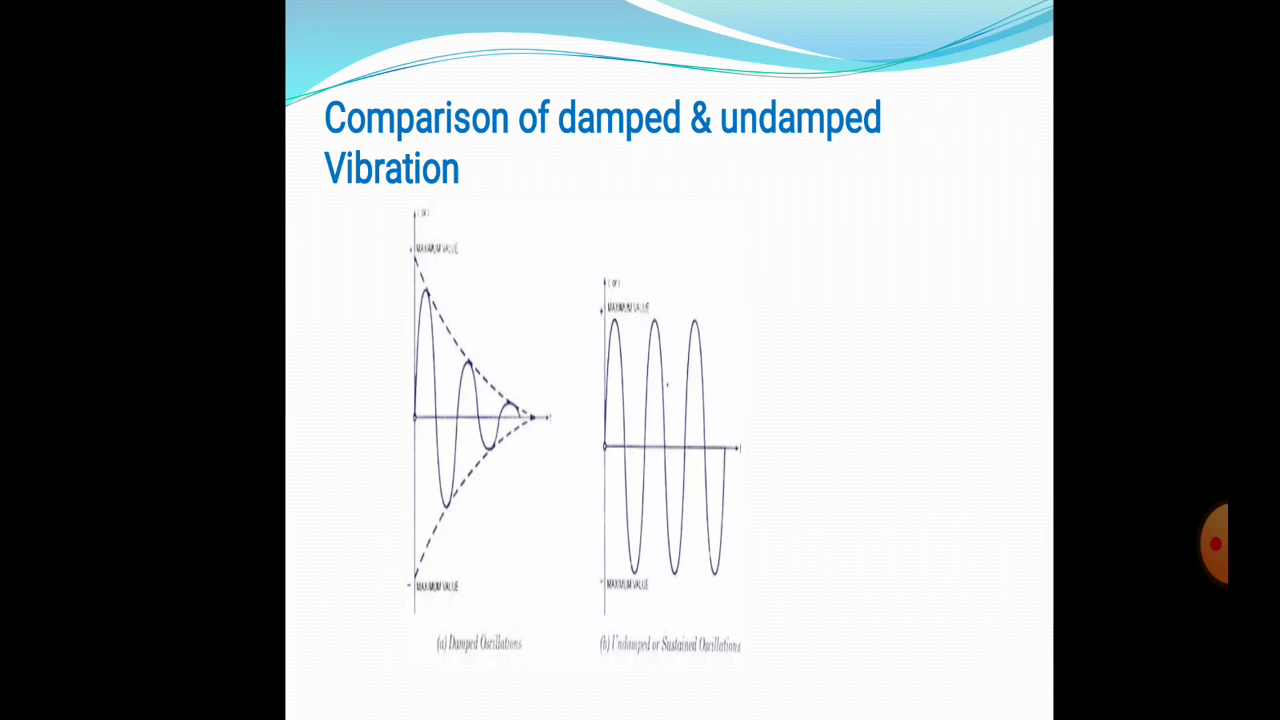 Comparison of damped & undamped
Vibration
+ MAXIMUM VALUE
- MAXIMUM VALUE
(a) Damped Oscillations
+ MAXIMUM VALUE
- MAXIMUM VALUE
(b) Undamped or Sustained Oscillations